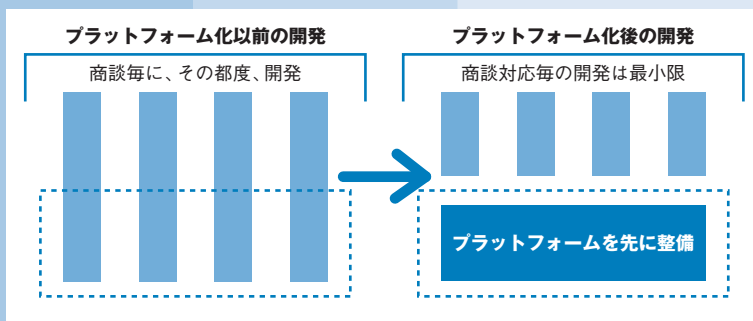 プラットフォーム化以前の開発
商談毎に、その都度、開発
プラットフォーム化後の開発
商談対応毎の開発は最小限
プラットフォームを先に整備